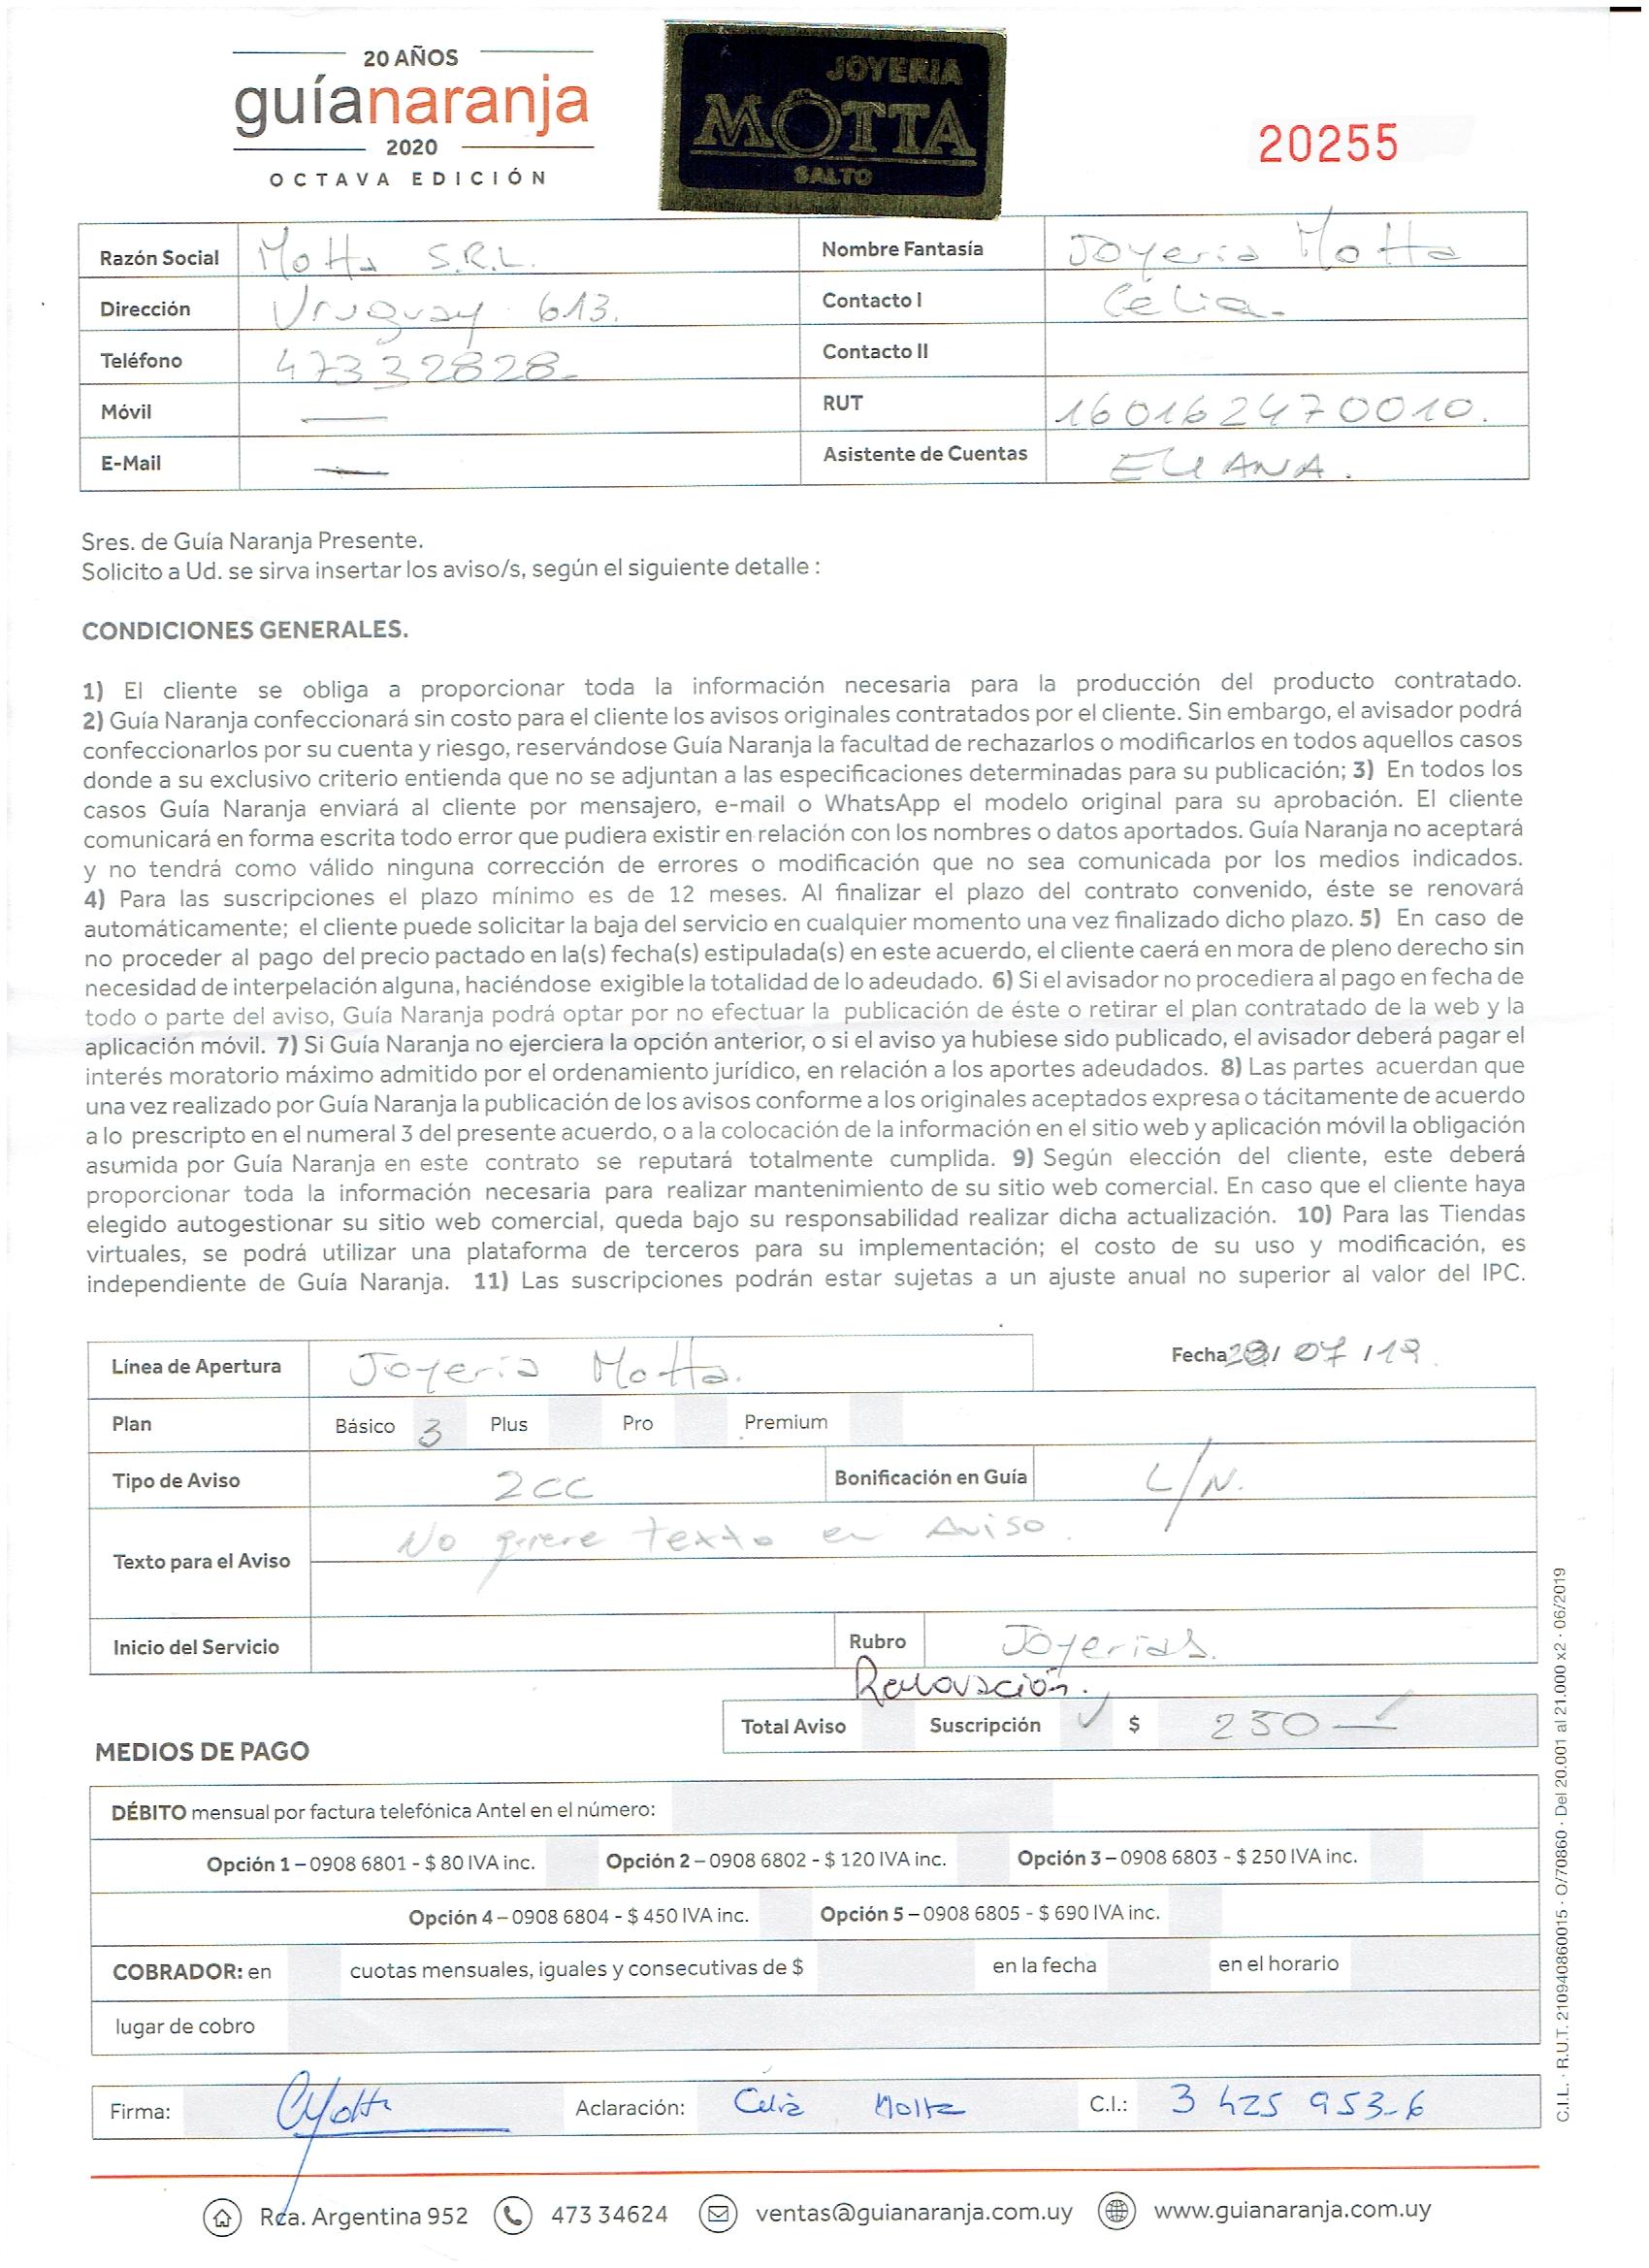 20 AÑOS
guíanaranja
2020
OCTAVA EDICIÓN
JOYERIA
MOTTA
SALTO
20255
Razón Social Motta S.R.L. Nombre Fantasía Joyeria Motta
Dirección Uruguay 613. Contacto I Celia.
Teléfono 47332828 Contacto II
Móvil — RUT 160162470010.
E-Mail — Asistente de Cuentas ELIANA.
Sres. de Guía Naranja Presente.
Solicito a Ud. se sirva insertar los aviso/s, según el siguiente detalle :
CONDICIONES GENERALES.
1) El cliente se obliga a proporcionar toda la información necesaria para la producción del producto contratado.
2) Guía Naranja confeccionará sin costo para el cliente los avisos originales contratados por el cliente. Sin embargo, el avisador podrá
confeccionarlos por su cuenta y riesgo, reservándose Guía Naranja la facultad de rechazarlos o modificarlos en todos aquellos casos
donde a su exclusivo criterio entienda que no se adjuntan a las especificaciones determinadas para su publicación; 3) En todos los
casos Guía Naranja enviará al cliente por mensajero, e-mail o WhatsApp el modelo original para su aprobación. El cliente
comunicará en forma escrita todo error que pudiera existir en relación con los nombres o datos aportados. Guía Naranja no aceptará
y no tendrá como válido ninguna corrección de errores o modificación que no sea comunicada por los medios indicados.
4) Para las suscripciones el plazo mínimo es de 12 meses. Al finalizar el plazo del contrato convenido, éste se renovará
automáticamente; el cliente puede solicitar la baja del servicio en cualquier momento una vez finalizado dicho plazo. 5) En caso de
no proceder al pago del precio pactado en la(s) fecha(s) estipulada(s) en este acuerdo, el cliente caerá en mora de pleno derecho sin
necesidad de interpelación alguna, haciéndose exigible la totalidad de lo adeudado. 6) Si el avisador no procediera al pago en fecha de
todo o parte del aviso, Guía Naranja podrá optar por no efectuar la publicación de éste o retirar el plan contratado de la web y la
aplicación móvil. 7) Si Guía Naranja no ejerciera la opción anterior, o si el aviso ya hubiese sido publicado, el avisador deberá pagar el
interés moratorio máximo admitido por el ordenamiento jurídico, en relación a los aportes adeudados. 8) Las partes acuerdan que
una vez realizado por Guía Naranja la publicación de los avisos conforme a los originales aceptados expresa o tácitamente de acuerdo
a lo prescripto en el numeral 3 del presente acuerdo, o a la colocación de la información en el sitio web y aplicación móvil la obligación
asumida por Guía Naranja en este contrato se reputará totalmente cumplida. 9) Según elección del cliente, este deberá
proporcionar toda la información necesaria para realizar mantenimiento de su sitio web comercial. En caso que el cliente haya
elegido autogestionar su sitio web comercial, queda bajo su responsabilidad realizar dicha actualización. 10) Para las Tiendas
virtuales, se podrá utilizar una plataforma de terceros para su implementación; el costo de su uso y modificación, es
independiente de Guía Naranja. 11) Las suscripciones podrán estar sujetas a un ajuste anual no superior al valor del IPC.
Línea de Apertura Joyeria Motta. Fecha / 07 / 19
Plan Básico 3 Plus Pro Premium
Tipo de Aviso 2CC Bonificación en Guía L/N.
Texto para el Aviso No quiere texto en Aviso.
Inicio del Servicio Rubro Joyerias.
Renovación.
Total Aviso Suscripción ✓ $ 250 —
MEDIOS DE PAGO
DÉBITO mensual por factura telefónica Antel en el número:
Opción 1 – 0908 6801 - $ 80 IVA inc. Opción 2 – 0908 6802 - $ 120 IVA inc. Opción 3 – 0908 6803 - $ 250 IVA inc.
Opción 4 – 0908 6804 - $ 450 IVA inc. Opción 5 – 0908 6805 - $ 690 IVA inc.
COBRADOR: en cuotas mensuales, iguales y consecutivas de $ en la fecha en el horario
lugar de cobro
Firma: CMotta Aclaración: Celia Motta C.I.: 3 425 953-6
Rca. Argentina 952 473 34624 ventas@guianaranja.com.uy www.guianaranja.com.uy
C.I.L. · R.U.T. 210940860015 · O/70860 · Del 20.001 al 21.000 x2 · 06/2019